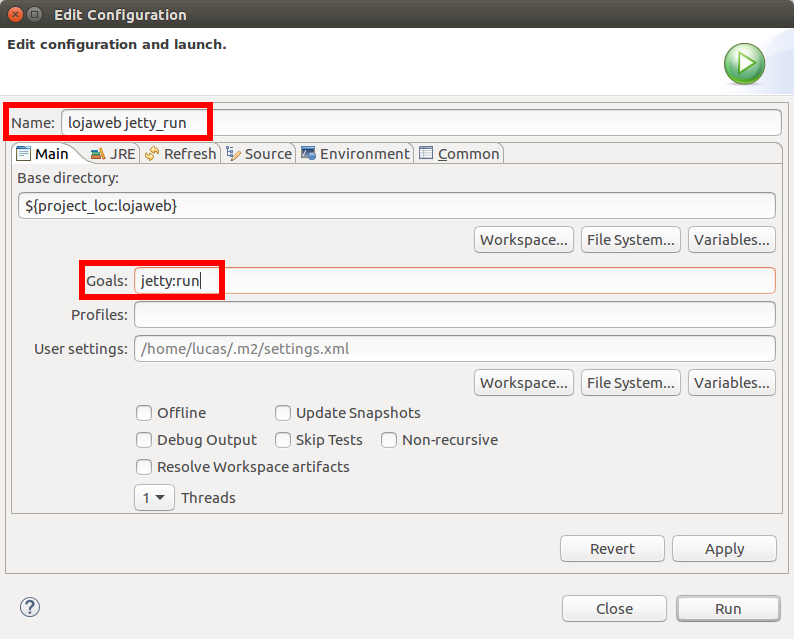 Edit Configuration
Edit configuration and launch.
Name: lojaweb jetty_run
Main JRE Refresh Source Environment Common
Base directory:
${project_loc:lojaweb}
Workspace... File System... Variables...
Goals: jetty:run
Profiles:
User settings: /home/lucas/.m2/settings.xml
Workspace... File System... Variables...
Offline Update Snapshots
Debug Output Skip Tests Non-recursive
Resolve Workspace artifacts
1 Threads
Revert Apply
? Close Run